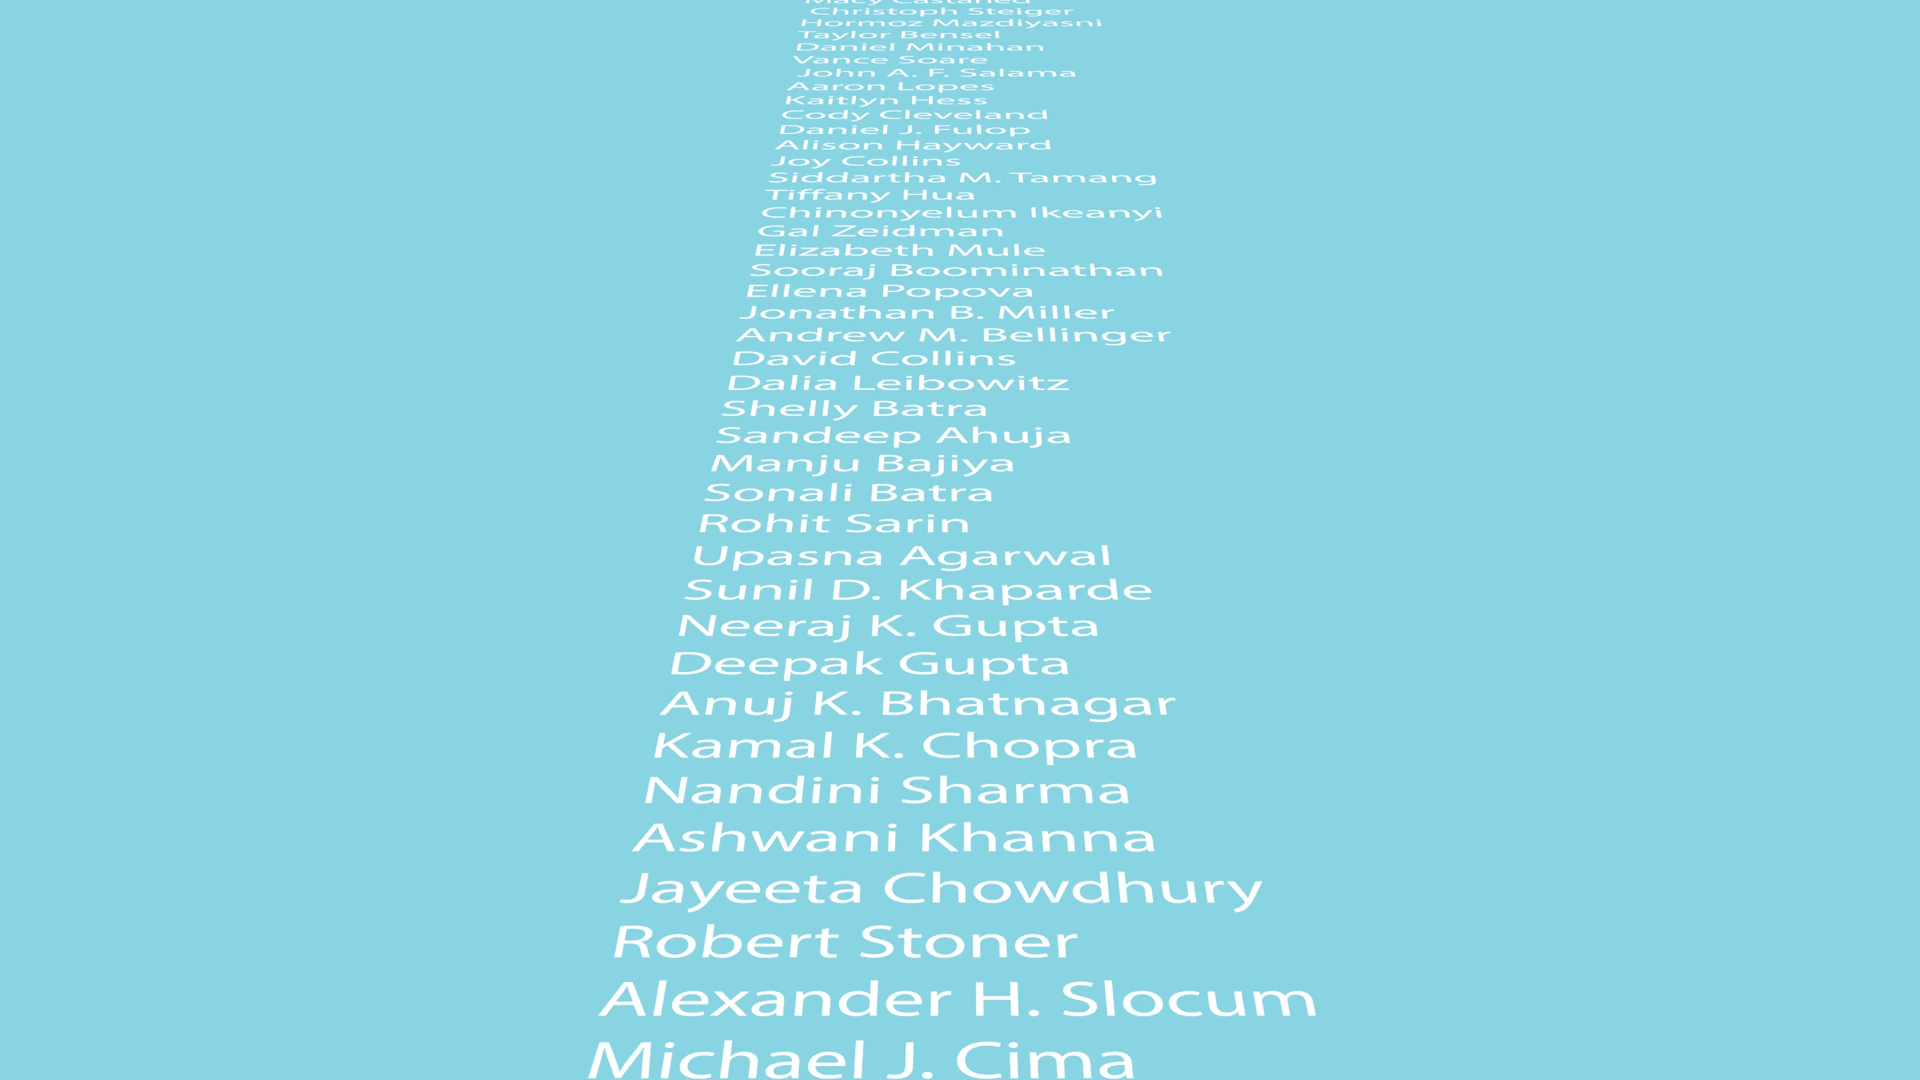 Christoph Steiger
Hormoz Mazdiyasni
Taylor Bensel
Daniel Minahan
Vance Soare
John A. F. Salama
Aaron Lopes
Kaitlyn Hess
Cody Cleveland
Daniel J. Fulop
Alison Hayward
Joy Collins
Siddartha M. Tamang
Tiffany Hua
Chinonyelum Ikeanyi
Gal Zeidman
Elizabeth Mule
Sooraj Boominathan
Ellena Popova
Jonathan B. Miller
Andrew M. Bellinger
David Collins
Dalia Leibowitz
Shelly Batra
Sandeep Ahuja
Manju Bajiya
Sonali Batra
Rohit Sarin
Upasna Agarwal
Sunil D. Khaparde
Neeraj K. Gupta
Deepak Gupta
Anuj K. Bhatnagar
Kamal K. Chopra
Nandini Sharma
Ashwani Khanna
Jayeeta Chowdhury
Robert Stoner
Alexander H. Slocum
Michael J. Cima